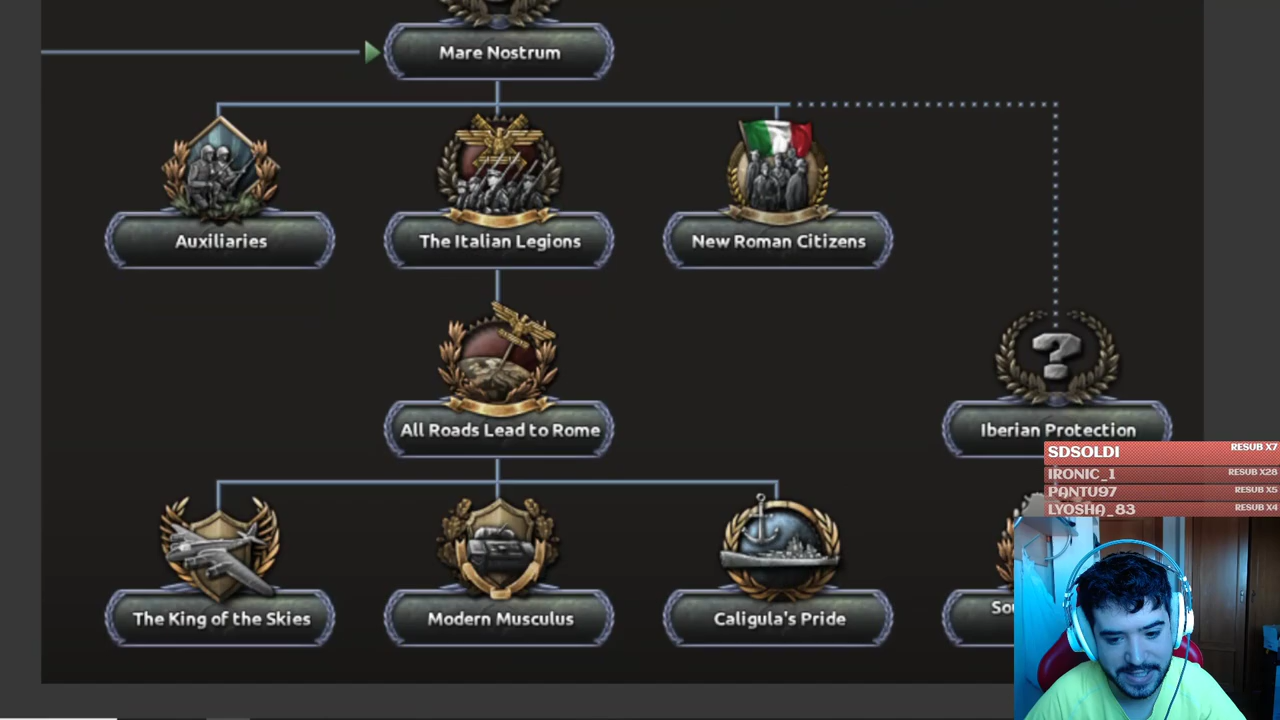 Mare Nostrum
Auxiliaries
The Italian Legions
New Roman Citizens
All Roads Lead to Rome
Iberian Protection
SDSOLDI RESUB X7
IRONIC_1 RESUB X28
PANTU97 RESUB X5
LYOSHA_83 RESUB X4
The King of the Skies
Modern Musculus
Caligula's Pride